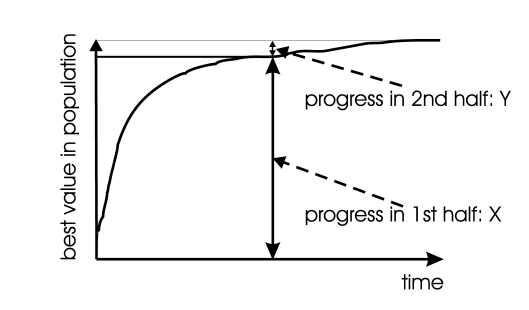 best value in population
progress in 2nd half: Y
progress in 1st half: X
time